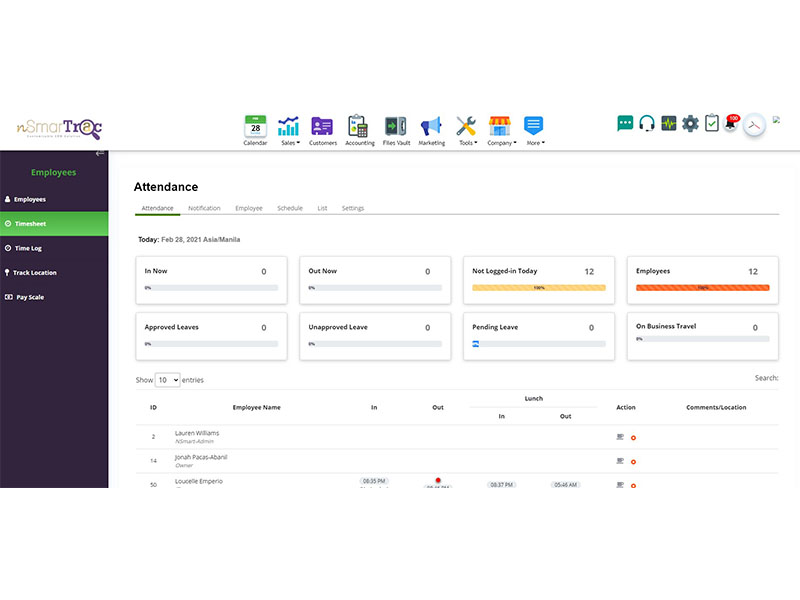 nSmarTrac
28
Calendar
Sales
Customers
Accounting
Files Vault
Marketing
Tools
Company
More
100
Employees
Employees
Timesheet
Time Log
Track Location
Pay Scale
Attendance
Attendance Notification Employee Schedule List Settings
Today: Feb 28, 2021 Asia/Manila
In Now 0
0%
Out Now 0
0%
Not Logged-in Today 12
100%
Employees 12
100%
Approved Leaves 0
0%
Unapproved Leave 0
0%
Pending Leave 0
On Business Travel 0
0%
Show 10 entries
Search:
Lunch
ID Employee Name In Out In Out Action Comments/Location
2 Lauren Williams
NSmart-Admin
14 Jonah Pacas-Abanil
Owner
50 Loucelle Emperio 08:35 PM 08:37 PM 05:46 AM